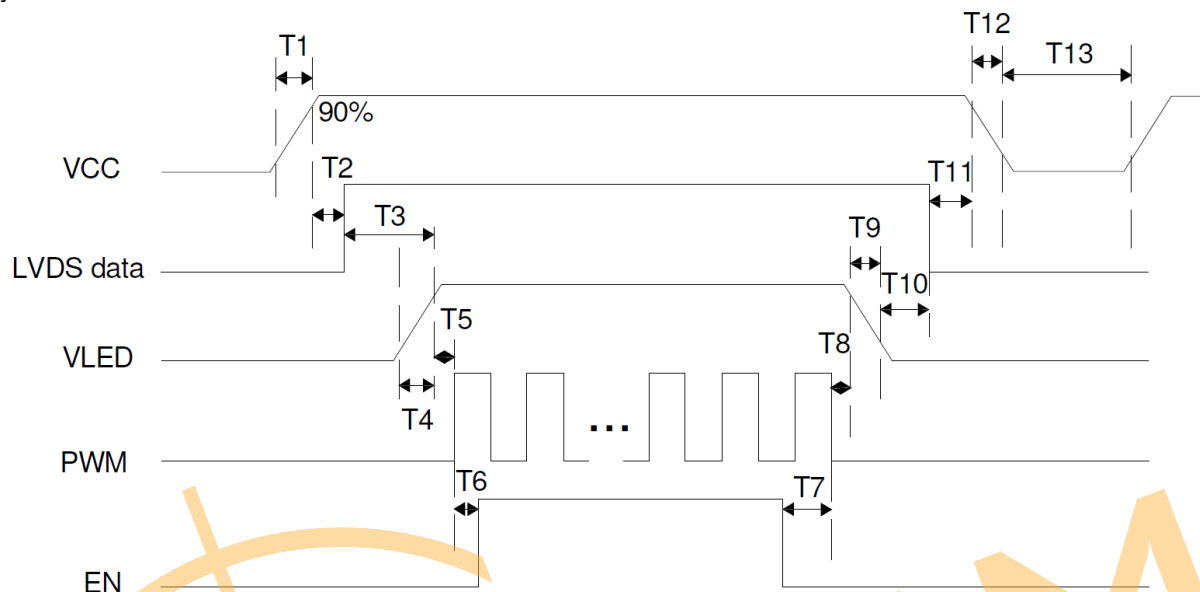 T12
T1
T13
90%
VCC
T2
T11
T3
T9
LVDS data
T10
T5
T8
VLED
T4
...
PWM
T6
T7
EN